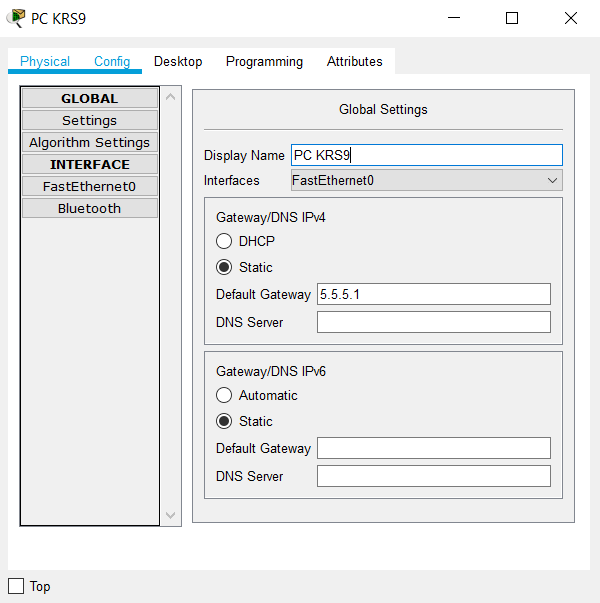 PC KRS9
Physical Config Desktop Programming Attributes
GLOBAL
Settings
Algorithm Settings
INTERFACE
FastEthernet0
Bluetooth
Global Settings
Display Name PC KRS9
Interfaces FastEthernet0
Gateway/DNS IPv4
DHCP
Static
Default Gateway 5.5.5.1
DNS Server
Gateway/DNS IPv6
Automatic
Static
Default Gateway
DNS Server
Top